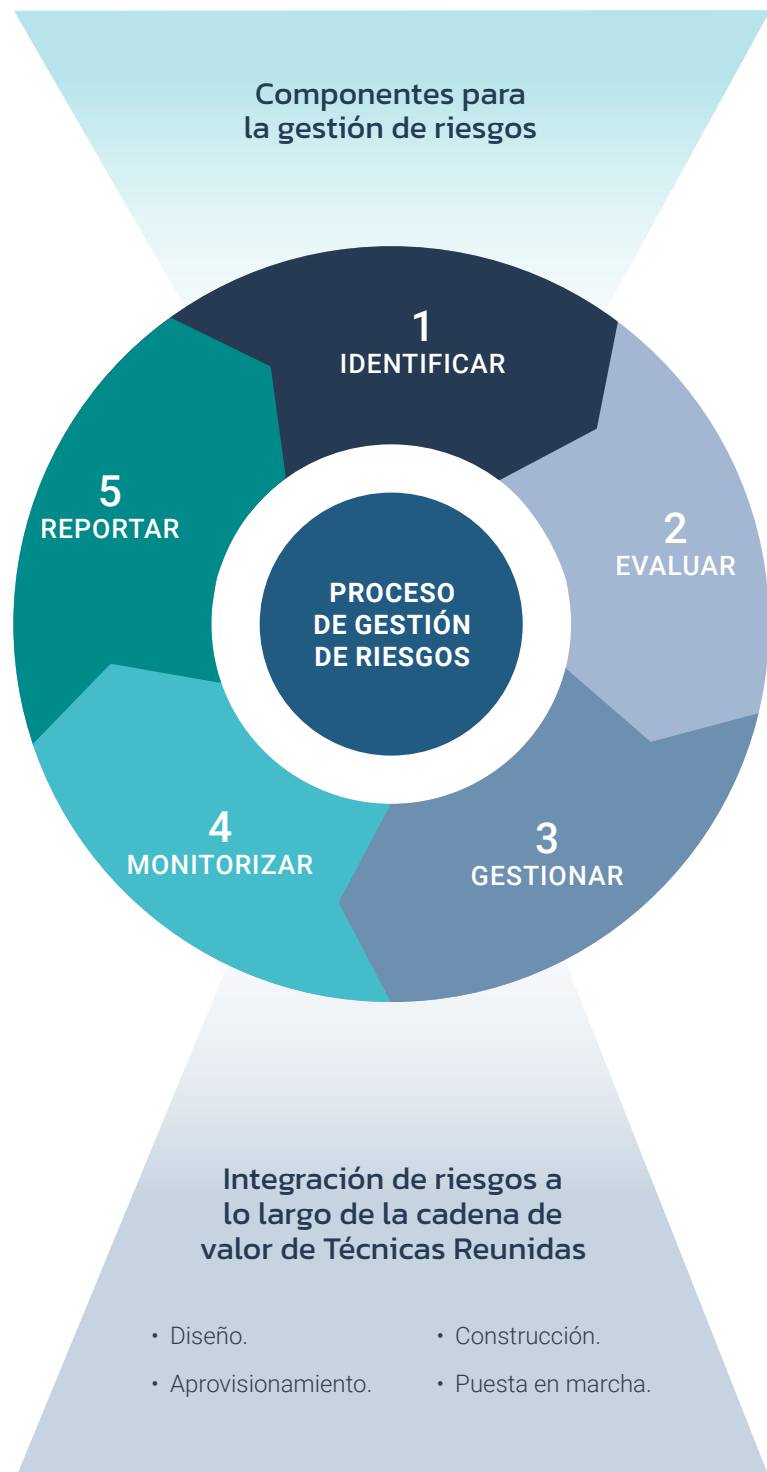 Componentes para
la gestión de riesgos
1
IDENTIFICAR
2
EVALUAR
3
GESTIONAR
4
MONITORIZAR
5
REPORTAR
PROCESO
DE GESTIÓN
DE RIESGOS
Integración de riesgos a
lo largo de la cadena de
valor de Técnicas Reunidas
• Diseño.
• Aprovisionamiento.
• Construcción.
• Puesta en marcha.